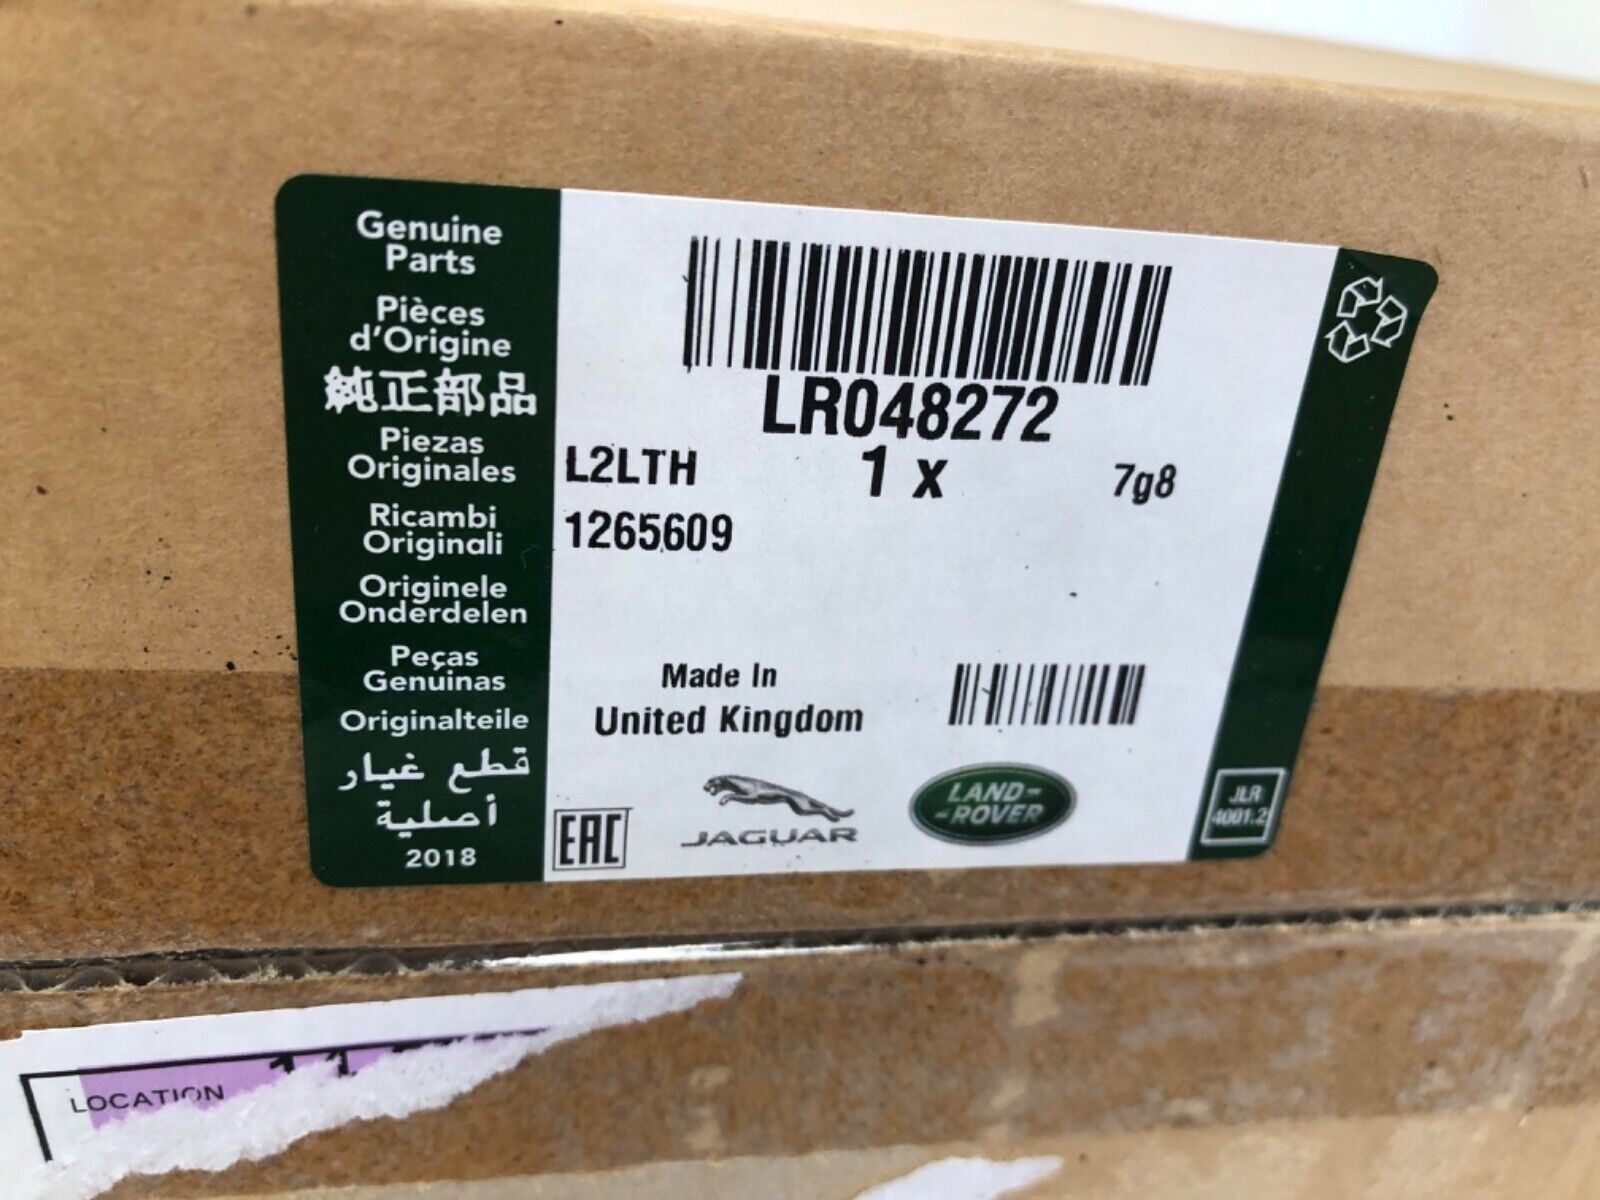 Genuine
Parts
Pièces
d'Origine
純正部品
Piezas
Originales
Ricambi
Originali
Originele
Onderdelen
Peças
Genuinas
Originalteile
قطع غيار
أصلية
2018
LR048272
L2LTH 1 x 7g8
1265609
Made In
United Kingdom
EAC
JAGUAR
LAND-
-ROVER
JLR
4001.2
LOCATION